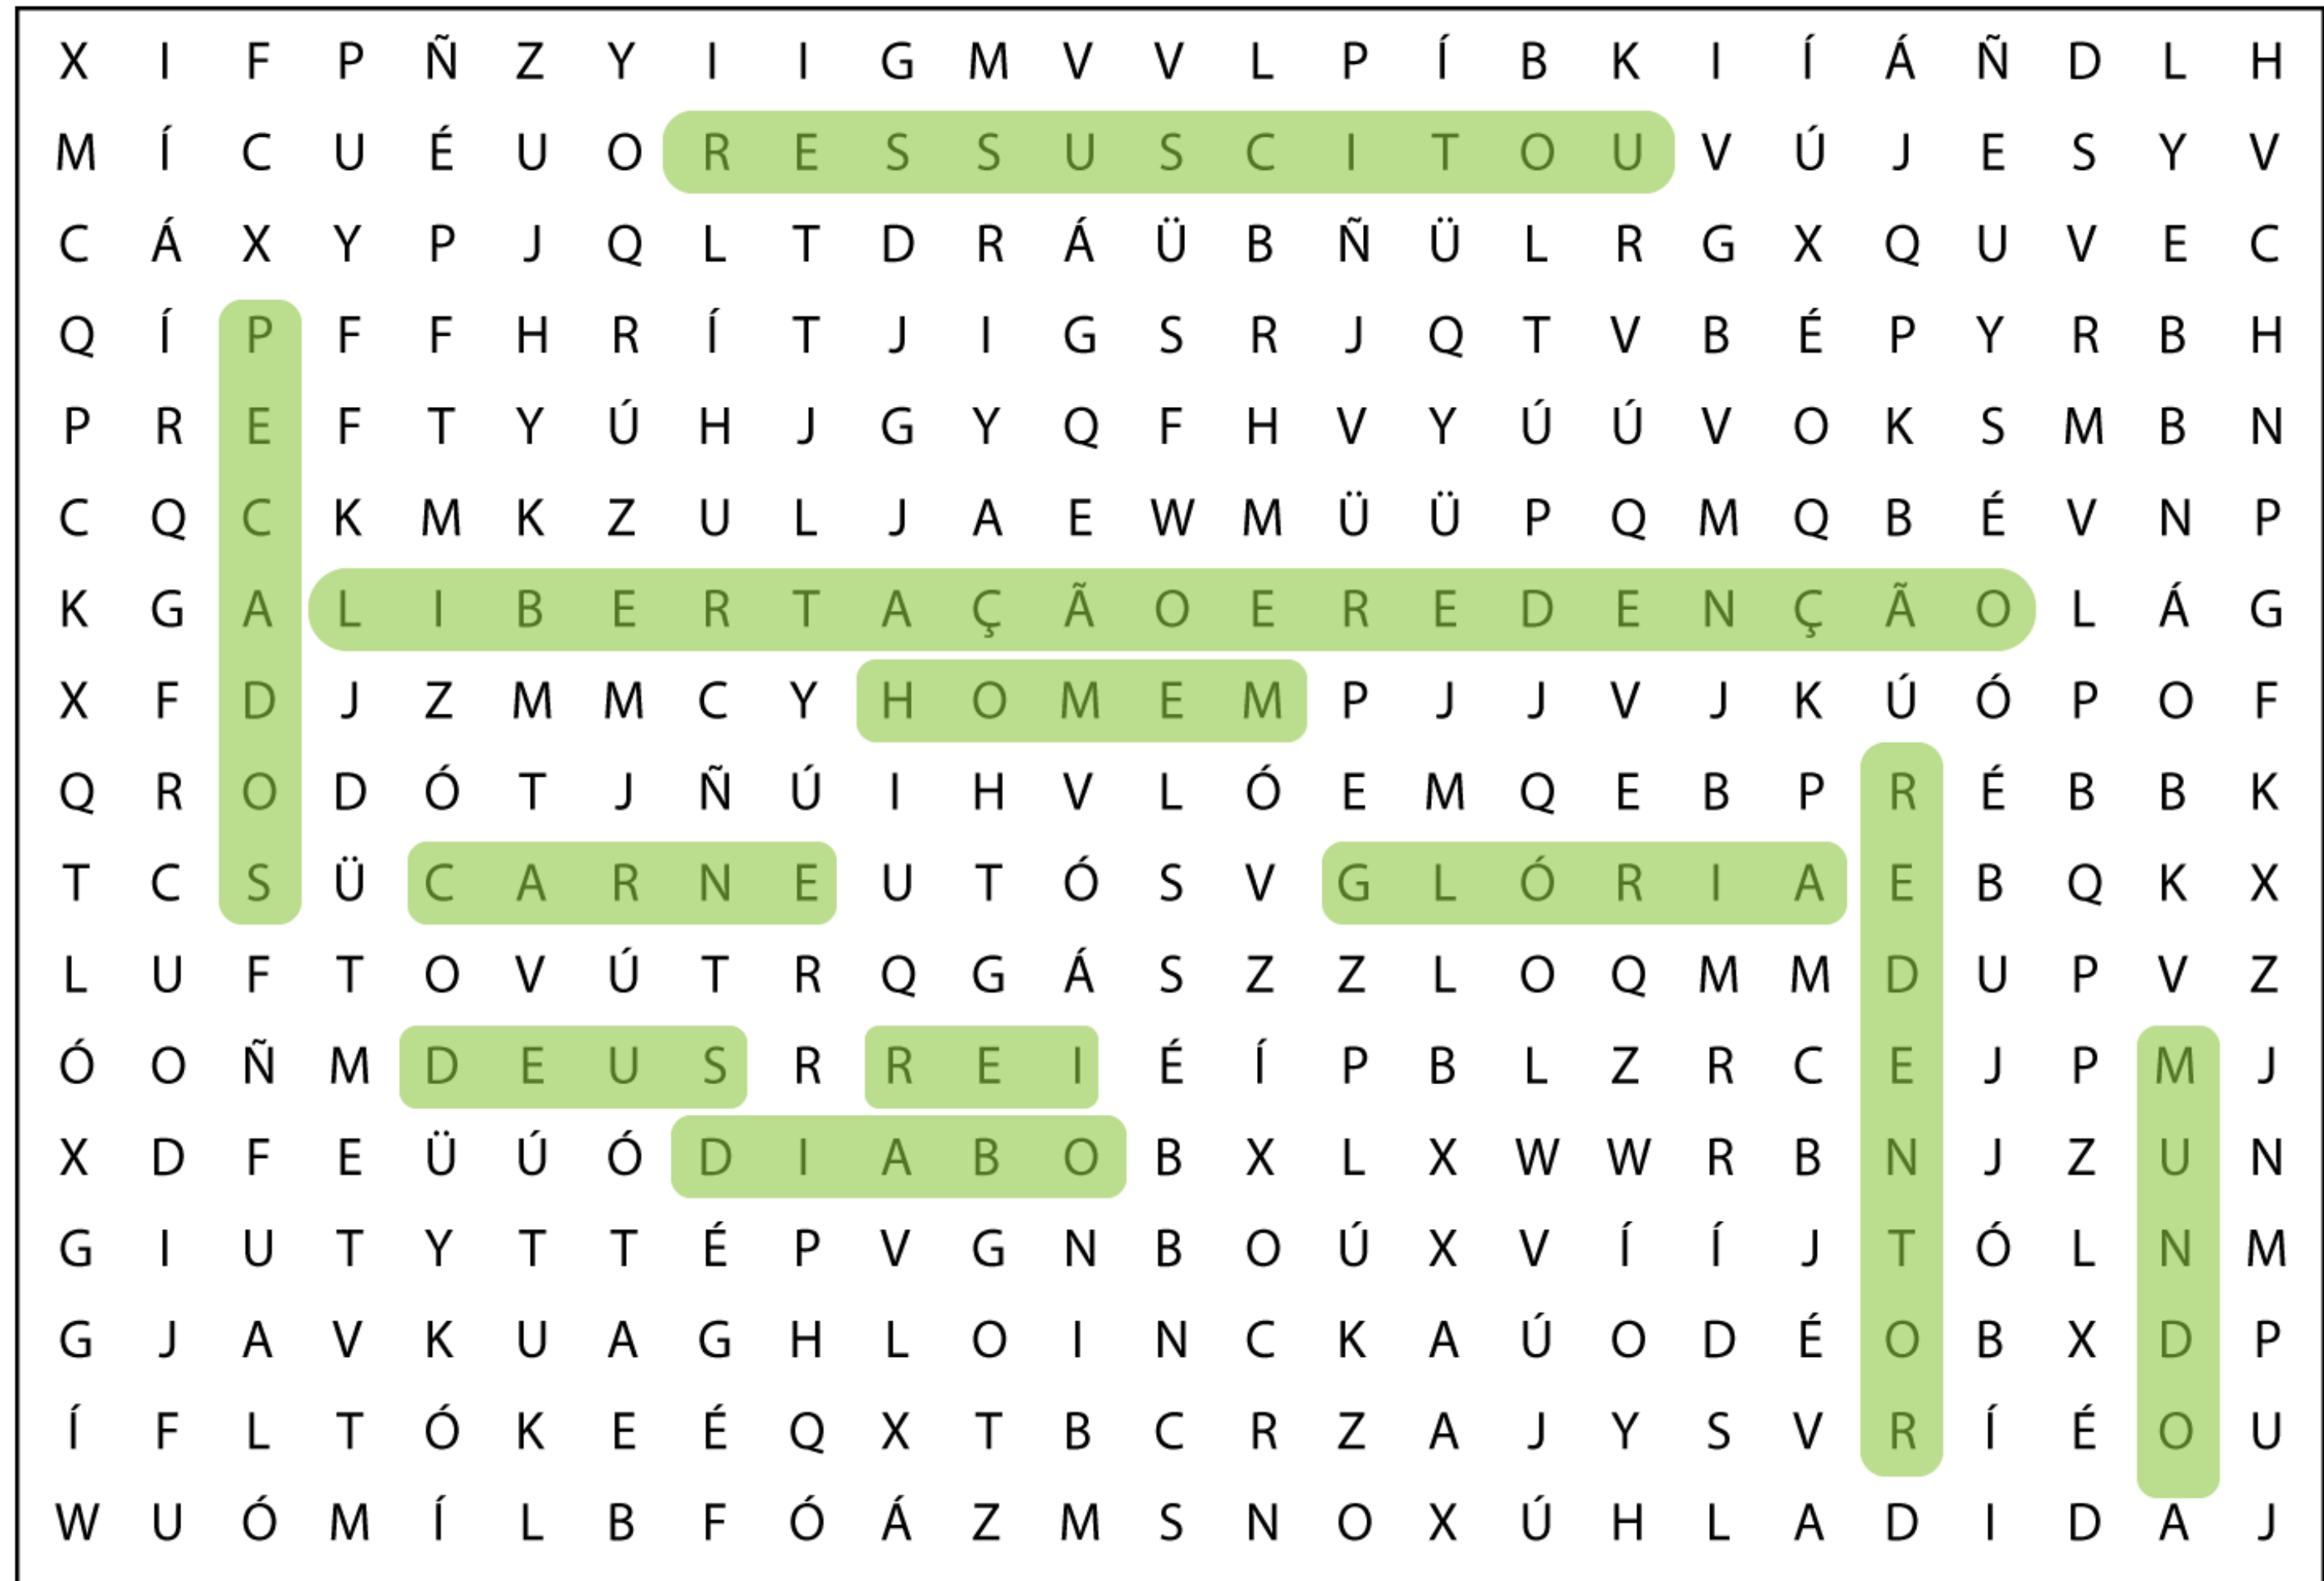 X I F P Ñ Z Y I I G M V V L P Í B K I Í Á Ñ D L H
M Í C U É U O R E S S U S C I T O U V Ú J E S Y V
C Á X Y P J Q L T D R Á Ü B Ñ Ü L R G X Q U V E C
Q Í P F F H R Í T J I G S R J Q T V B É P Y R B H
P R E F T Y Ú H J G Y Q F H V Y Ú Ú V O K S M B N
C Q C K M K Z U L J A E W M Ü Ü P Q M Q B É V N P
K G A L I B E R T A Ç Ã O E R E D E N Ç Ã O L Á G
X F D J Z M M C Y H O M E M P J J V J K Ú Ó P O F
Q R O D Ó T J Ñ Ú I H V L Ó E M Q E B P R É B B K
T C S Ü C A R N E U T Ó S V G L Ó R I A E B Q K X
L U F T O V Ú T R Q G Á S Z Z L O Q M M D U P V Z
Ó O Ñ M D E U S R R E I É Í P B L Z R C E J P M J
X D F E Ü Ú Ó D I A B O B X L X W W R B N J Z U N
G I U T Y T T É P V G N B O Ú X V Í Í J T Ó L N M
G J A V K U A G H L O I N C K A Ú O D É O B X D P
Í F L T Ó K E É Q X T B C R Z A J Y S V R Í É O U
W U Ó M Í L B F Ó Á Z M S N O X Ú H L A D I D A J